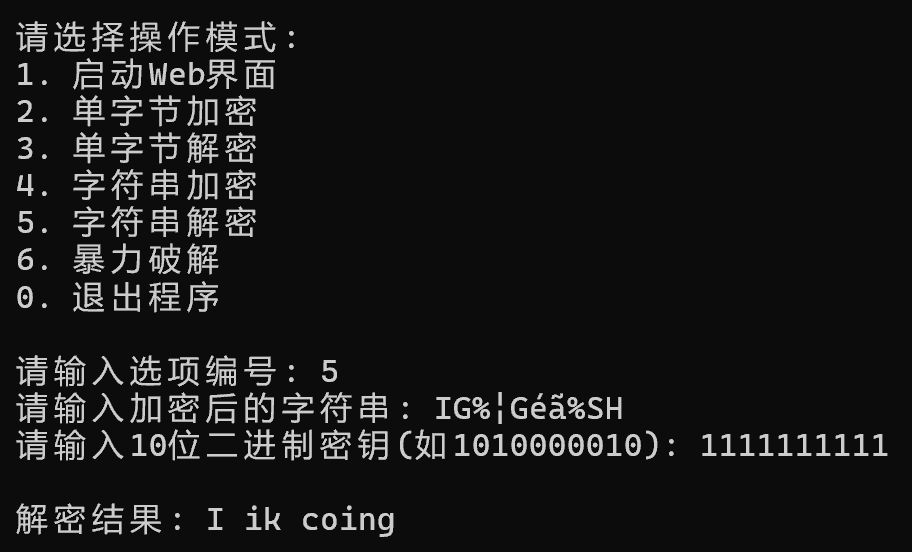 请选择操作模式:
1. 启动Web界面
2. 单字节加密
3. 单字节解密
4. 字符串加密
5. 字符串解密
6. 暴力破解
0. 退出程序
请输入选项编号: 5
请输入加密后的字符串: IG%¦Géã%SH
请输入10位二进制密钥(如1010000010): 1111111111
解密结果: I ik coing